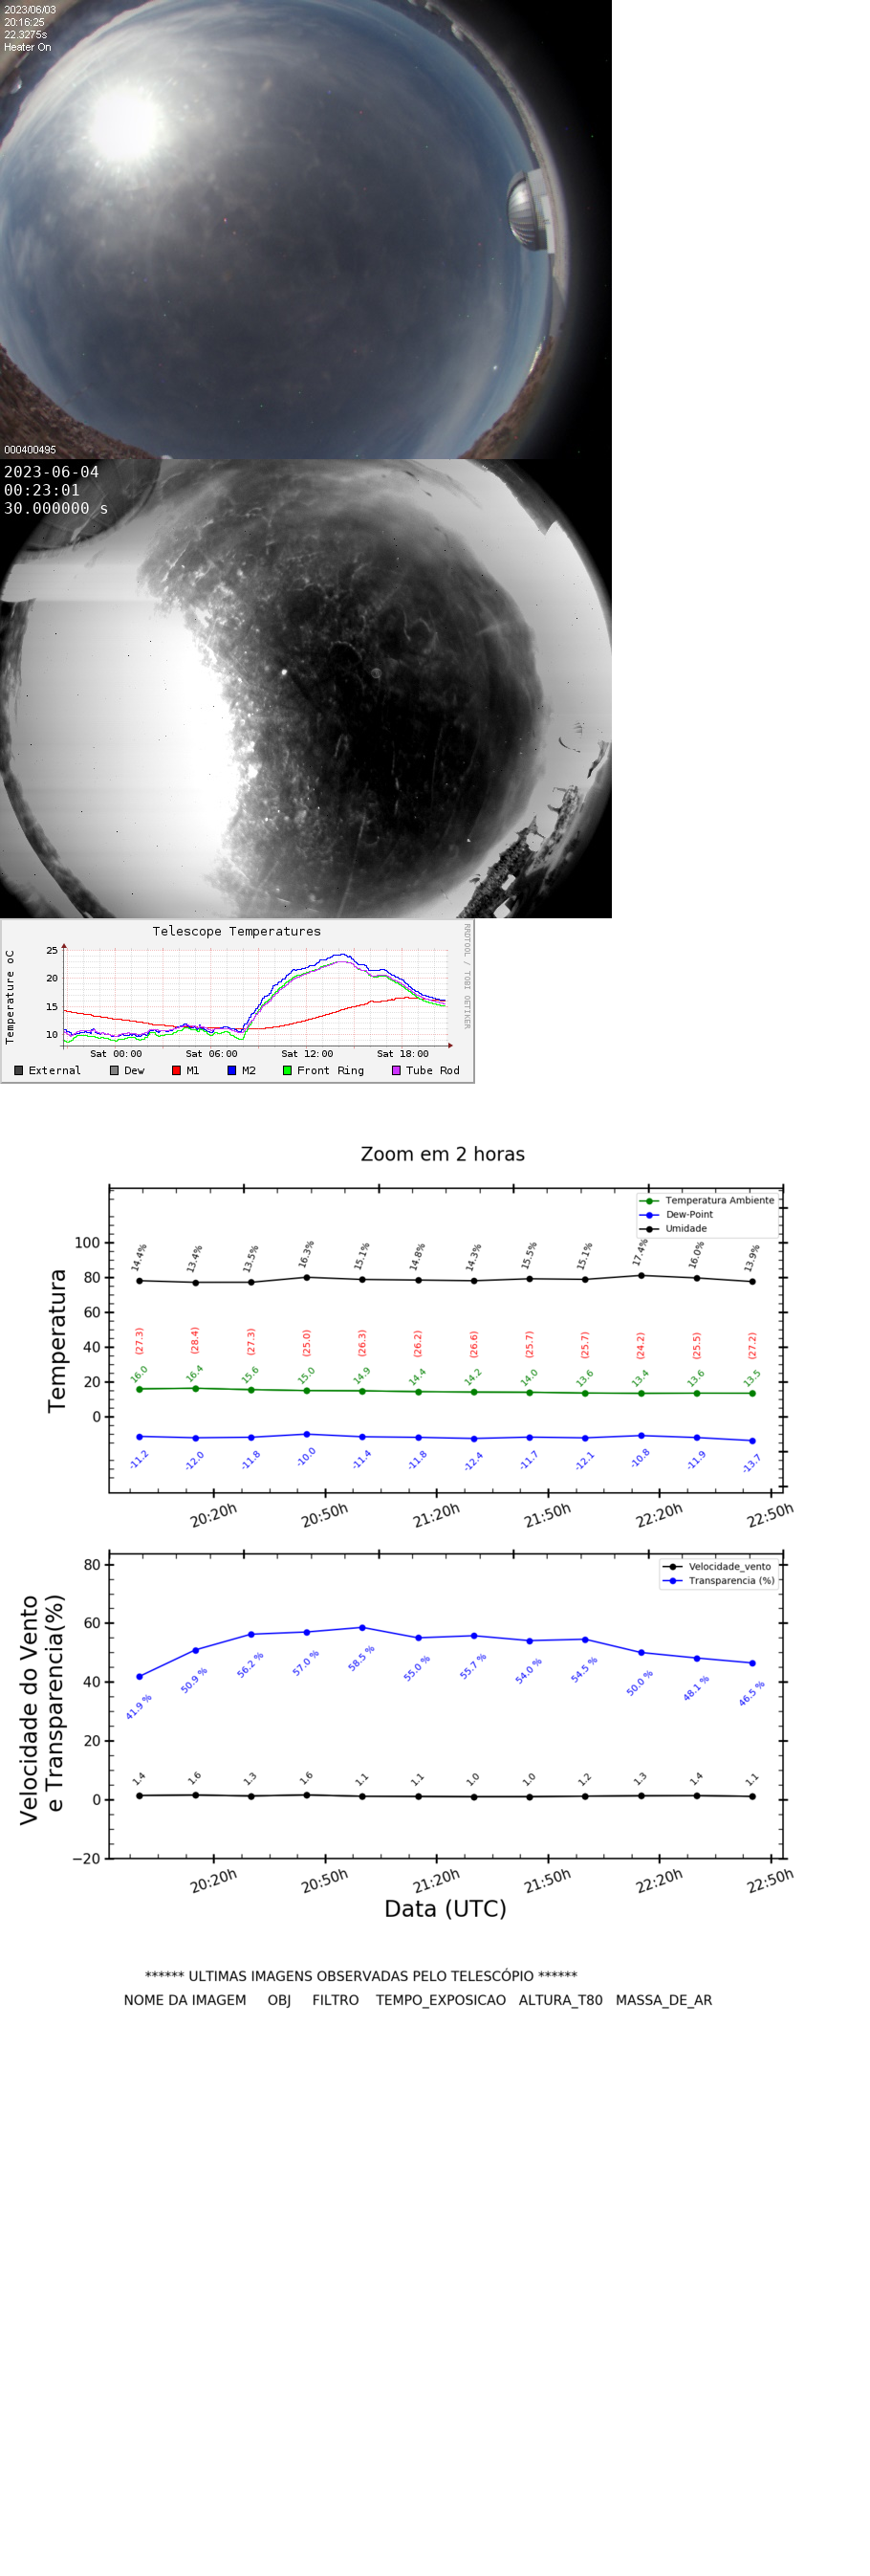 2023/06/03
20:16:25
22.3275s
Heater On
000400495
2023-06-04
00:23:01
30.000000 s
Telescope Temperatures
Temperature oC
25
20
15
10
Sat 00:00 Sat 06:00 Sat 12:00 Sat 18:00
External Dew M1 M2 Front Ring Tube Rod
RRDTOOL / TOBI OETIKER
Zoom em 2 horas
Temperatura
100
80
60
40
20
0
Temperatura Ambiente
Dew-Point
Umidade
14.4% 13.4% 13.5% 16.3% 15.1% 14.8% 14.3% 15.5% 15.1% 17.4% 16.0% 13.9%
(27.3) (28.4) (27.3) (25.0) (26.3) (26.2) (26.6) (25.7) (25.7) (24.2) (25.5) (27.2)
16.0 16.4 15.6 15.0 14.9 14.4 14.2 14.0 13.6 13.4 13.6 13.5
-11.2 -12.0 -11.8 -10.0 -11.4 -11.8 -12.4 -11.7 -12.1 -10.8 -11.9 -13.7
20:20h 20:50h 21:20h 21:50h 22:20h 22:50h
Velocidade do Vento
e Transparencia(%)
80
60
40
20
0
−20
Velocidade_vento
Transparencia (%)
41.9 % 50.9 % 56.2 % 57.0 % 58.5 % 55.0 % 55.7 % 54.0 % 54.5 % 50.0 % 48.1 % 46.5 %
1.4 1.6 1.3 1.6 1.1 1.1 1.0 1.0 1.2 1.3 1.4 1.1
20:20h 20:50h 21:20h 21:50h 22:20h 22:50h
Data (UTC)
****** ULTIMAS IMAGENS OBSERVADAS PELO TELESCÓPIO ******
NOME DA IMAGEM OBJ FILTRO TEMPO_EXPOSICAO ALTURA_T80 MASSA_DE_AR